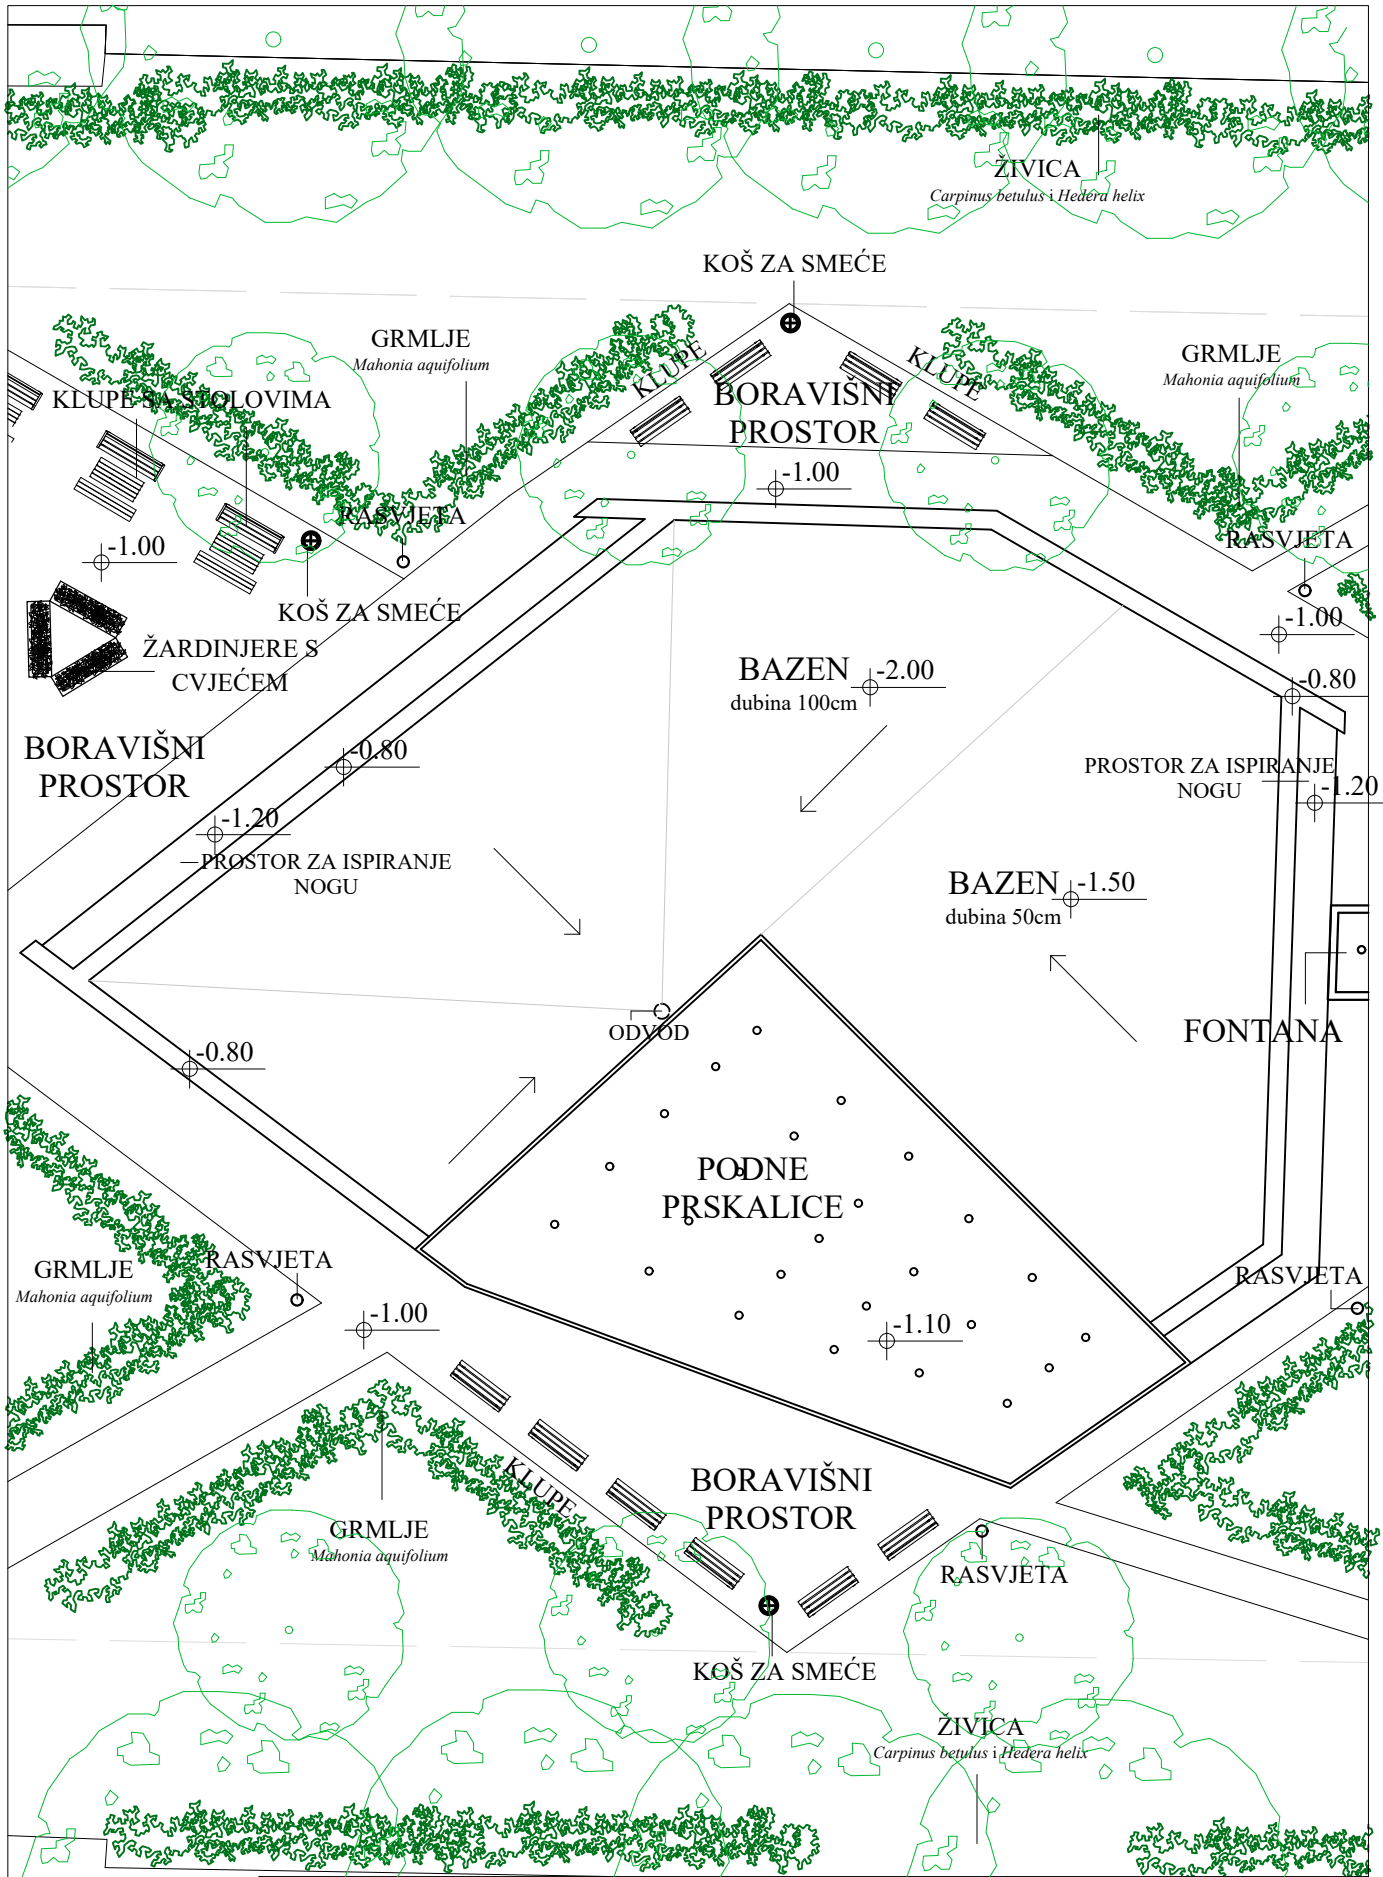 ŽIVICA
Carpinus betulus i Hedera helix
KOŠ ZA SMEĆE
GRMLJE
Mahonia aquifolium
KLUPE
KLUPE
GRMLJE
Mahonia aquifolium
KLUPE SA STOLOVIMA
BORAVIŠNI
PROSTOR
-1.00
RASVJETA
-1.00
RASVJETA
KOŠ ZA SMEĆE
-1.00
ŽARDINJERE S
CVJEĆEM
BAZEN
dubina 100cm
-2.00
-0.80
BORAVIŠNI
PROSTOR
-0.80
PROSTOR ZA ISPIRANJE
NOGU
-1.20
-1.20
PROSTOR ZA ISPIRANJE
NOGU
BAZEN
dubina 50cm
-1.50
ODVOD
FONTANA
-0.80
PODNE
PRSKALICE
GRMLJE
Mahonia aquifolium
RASVJETA
RASVJETA
-1.00
-1.10
KLUPE
BORAVIŠNI
PROSTOR
GRMLJE
Mahonia aquifolium
RASVJETA
KOŠ ZA SMEĆE
ŽIVICA
Carpinus betulus i Hedera helix